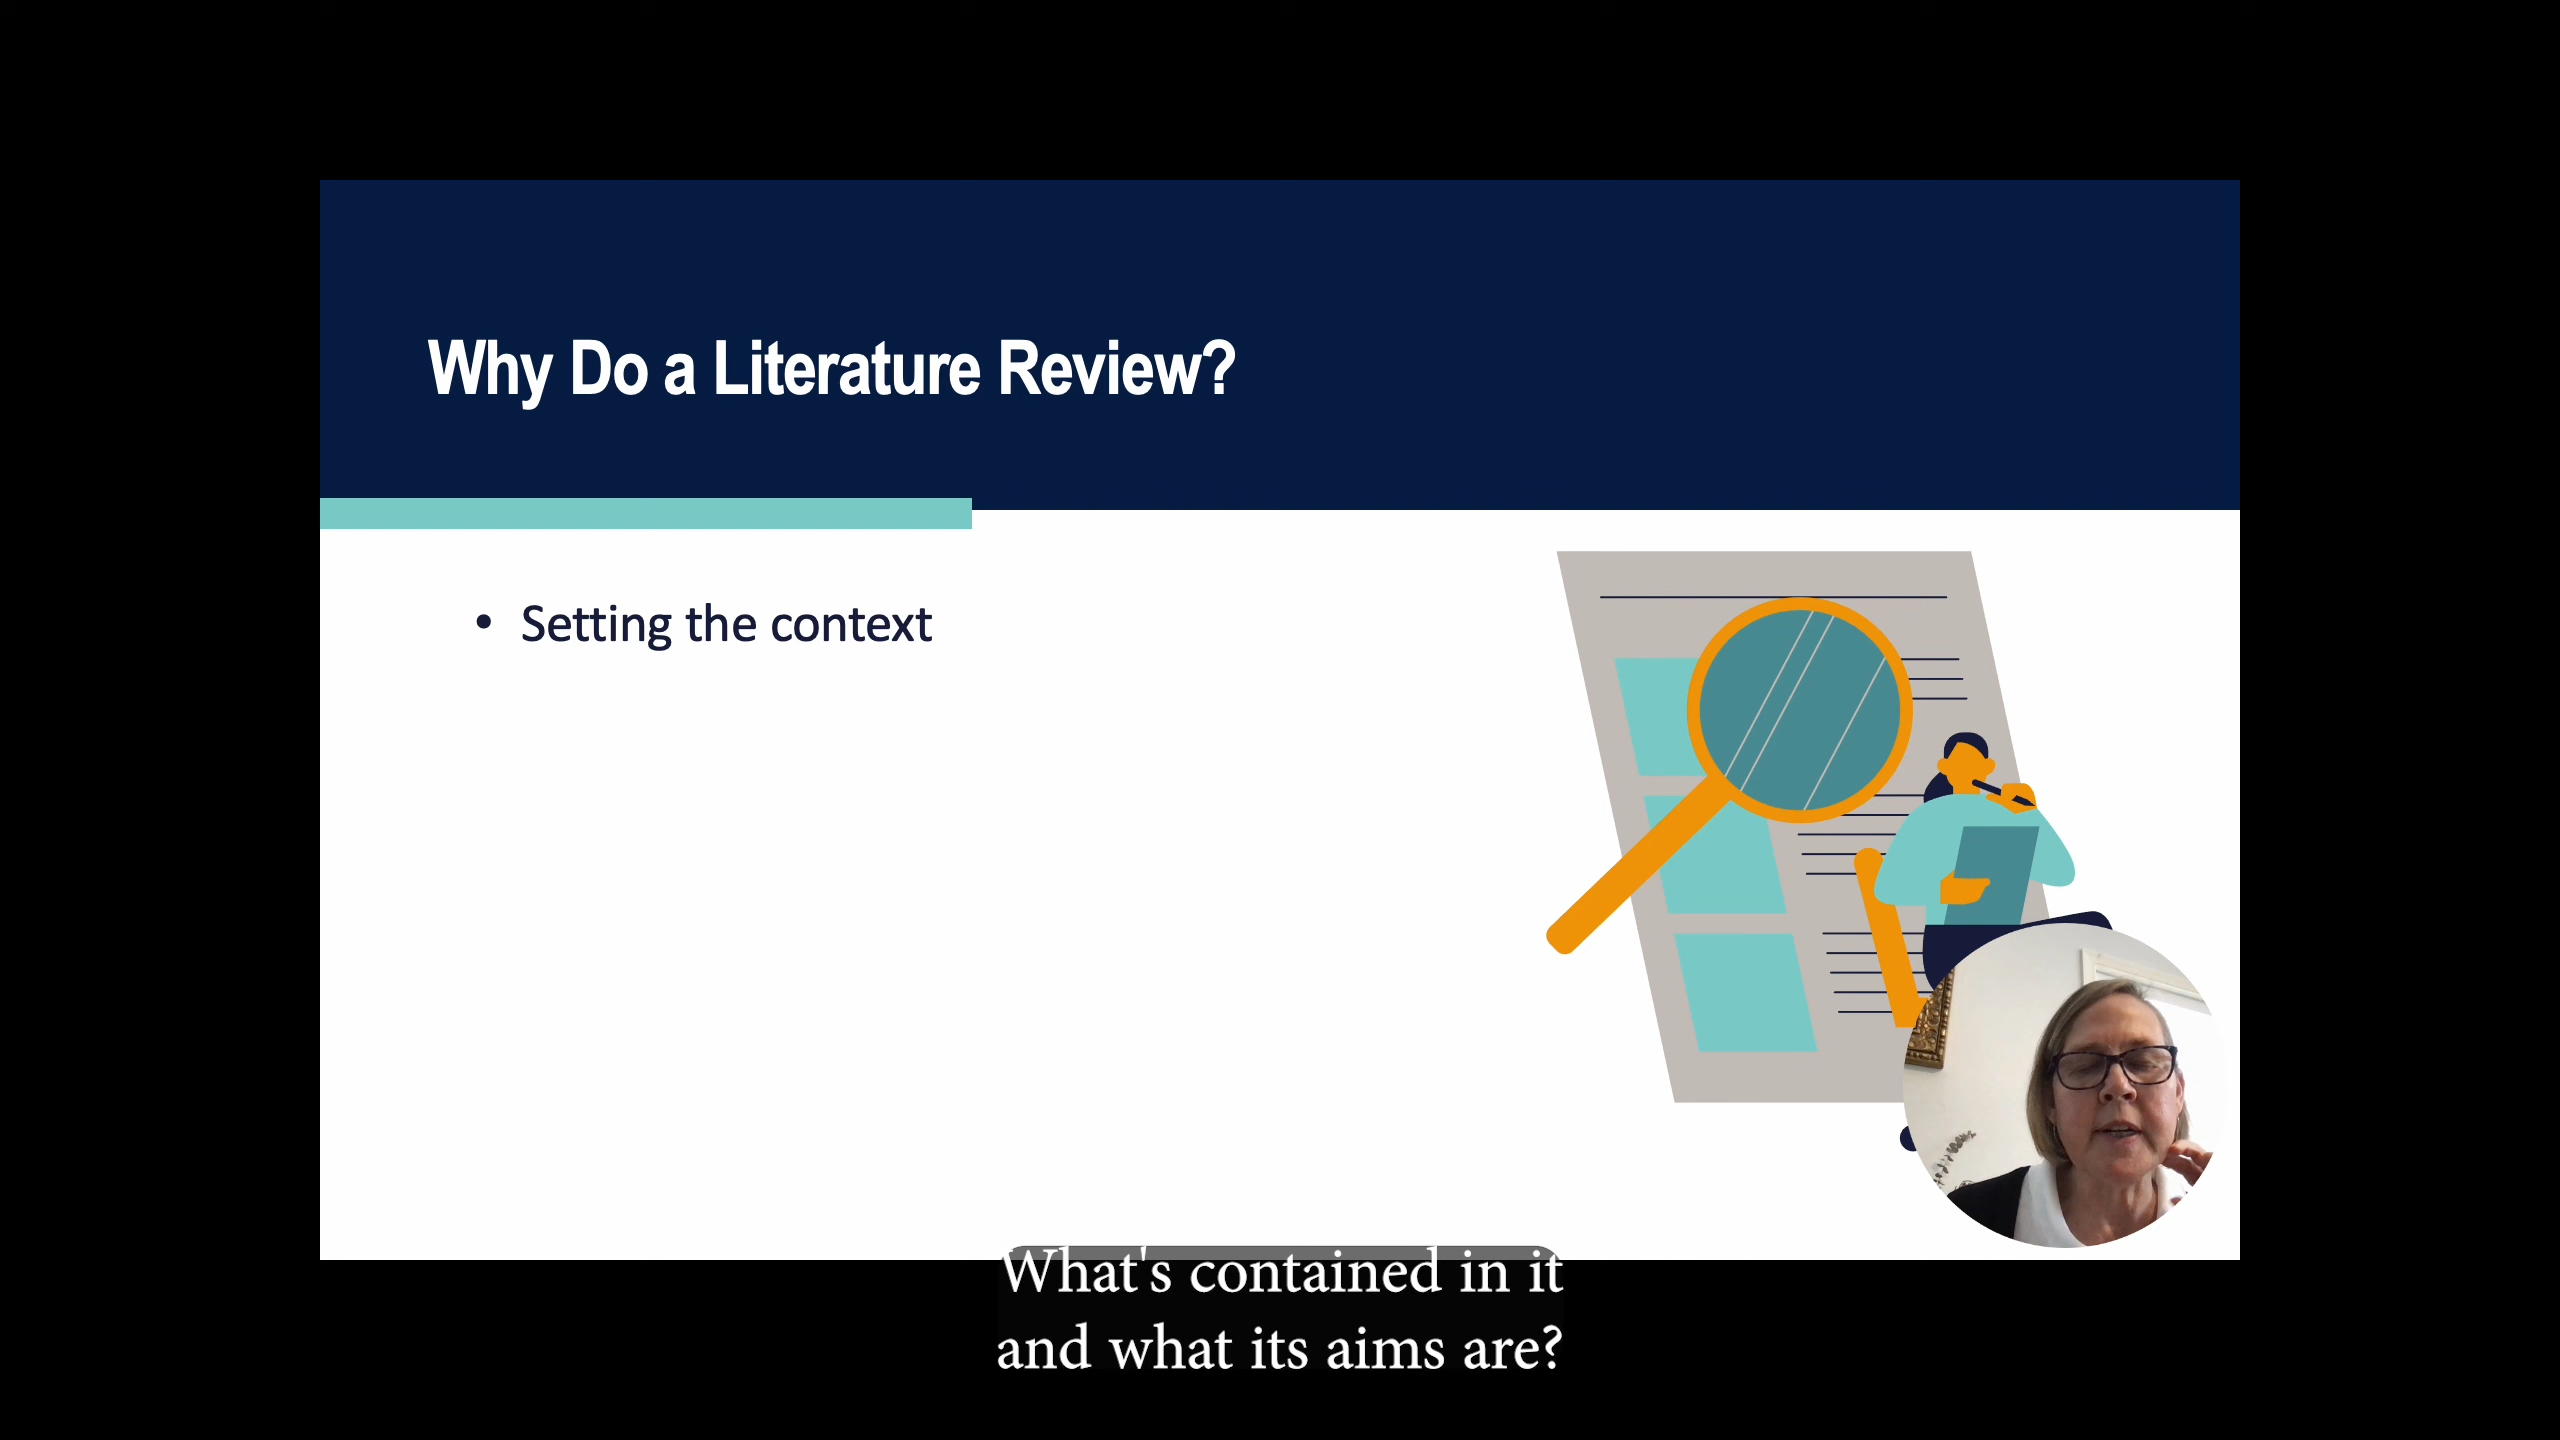 Why Do a Literature Review?
• Setting the context
What's contained in it
and what its aims are?